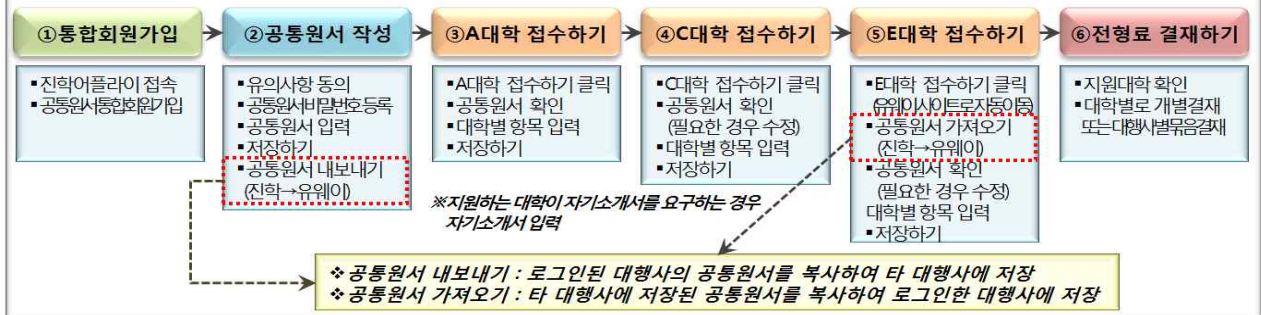 ①통합회원가입
②공통원서 작성
③A대학 접수하기
④C대학 접수하기
⑤E대학 접수하기
⑥전형료 결재하기
▪진학어플라이 접속
▪공통원서통합회원가입
▪유의사항 동의
▪공통원서비밀번호등록
▪공통원서 입력
▪저장하기
▪공통원서 내보내기
(진학→유웨이)
▪A대학 접수하기 클릭
▪공통원서 확인
▪대학별 항목 입력
▪저장하기
▪C대학 접수하기 클릭
▪공통원서 확인
(필요한 경우 수정)
▪대학별 항목 입력
▪저장하기
▪E대학 접수하기 클릭
(유웨이사이트로자동이동)
▪공통원서 가져오기
(진학→유웨이)
▪공통원서 확인
(필요한 경우 수정)
대학별 항목 입력
▪저장하기
▪지원대학 확인
▪대학별로 개별결재
또는대행사별묶음결재
※지원하는 대학이 자기소개서를 요구하는 경우
자기소개서 입력
❖공통원서 내보내기 : 로그인된 대행사의 공통원서를 복사하여 타 대행사에 저장
❖공통원서 가져오기 : 타 대행사에 저장된 공통원서를 복사하여 로그인한 대행사에 저장